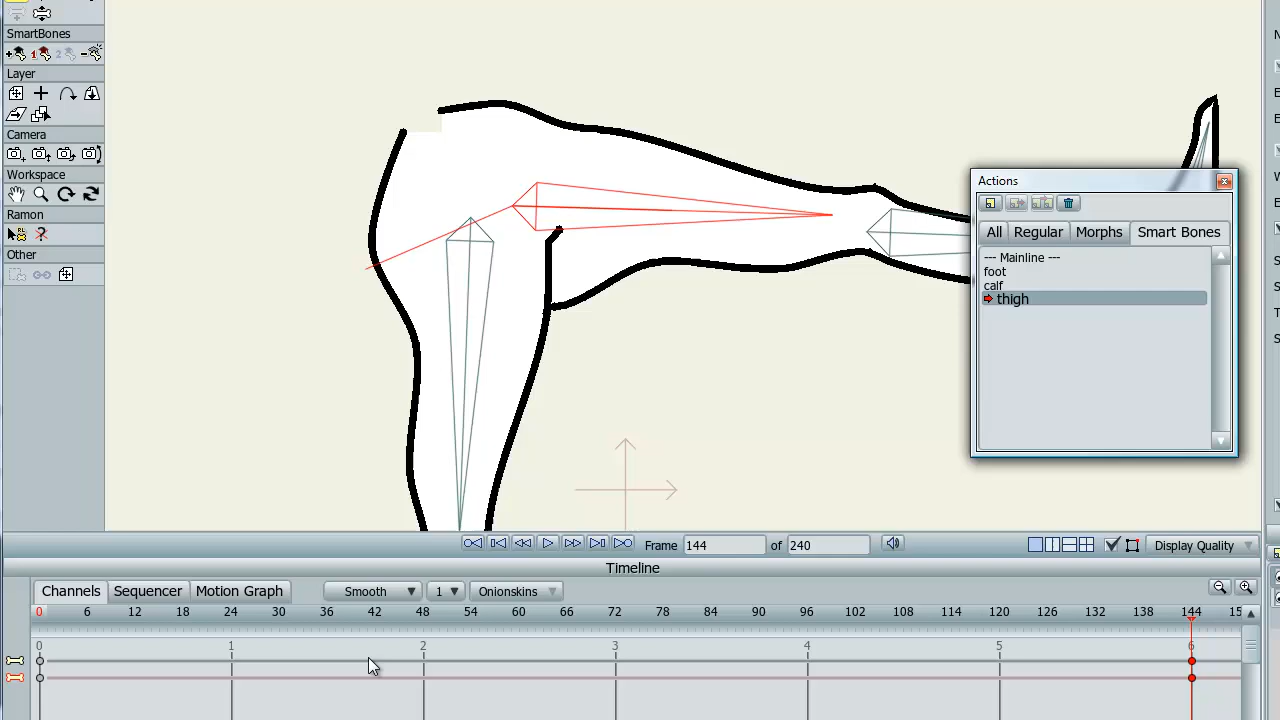 SmartBones
Layer
Camera
Workspace
Ramon
Other
Actions
All Regular Morphs Smart Bones
--- Mainline ---
foot
calf
thigh
Frame 144 of 240 Display Quality
Timeline
Channels Sequencer Motion Graph Smooth 1 Onionskins
0 6 12 18 24 30 36 42 48 54 60 66 72 78 84 90 96 102 108 114 120 126 132 138 144 15
0 1 2 3 4 5 6